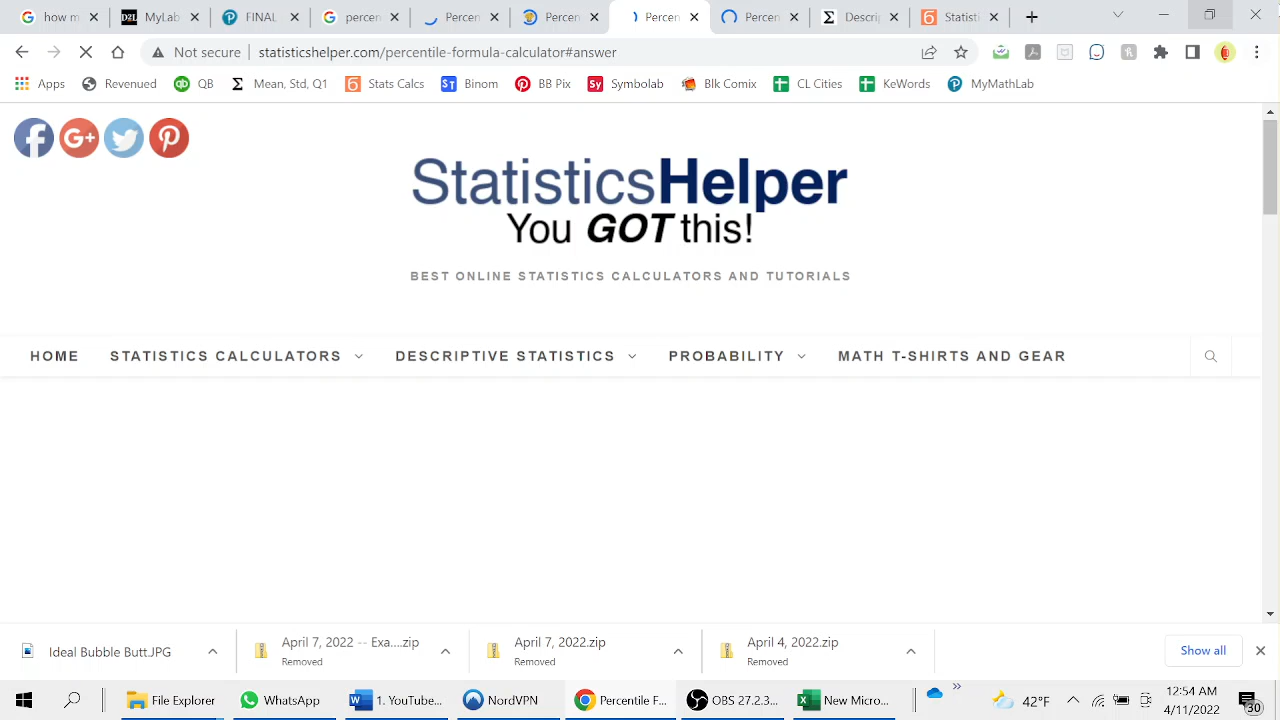 how m
MyLab
FINAL
percen
Percen
Percen
Percen
Percen
Descrip
Statisti
Not secure
statisticshelper.com/percentile-formula-calculator#answer
Apps
Revenued
QB
Mean, Std, Q1
Stats Calcs
Binom
BB Pix
Symbolab
Blk Comix
CL Cities
KeWords
MyMathLab
StatisticsHelper
You GOT this!
BEST ONLINE STATISTICS CALCULATORS AND TUTORIALS
HOME
STATISTICS CALCULATORS
DESCRIPTIVE STATISTICS
PROBABILITY
MATH T-SHIRTS AND GEAR
Ideal Bubble Butt.JPG
April 7, 2022 -- Exa....zip
Removed
April 7, 2022.zip
Removed
April 4, 2022.zip
Removed
Show all
File Explorer
WhatsApp
1. YouTube...
NordVPN
Percentile F...
OBS 27.2.3...
New Micro...
42°F
12:54 AM
4/11/2022
30